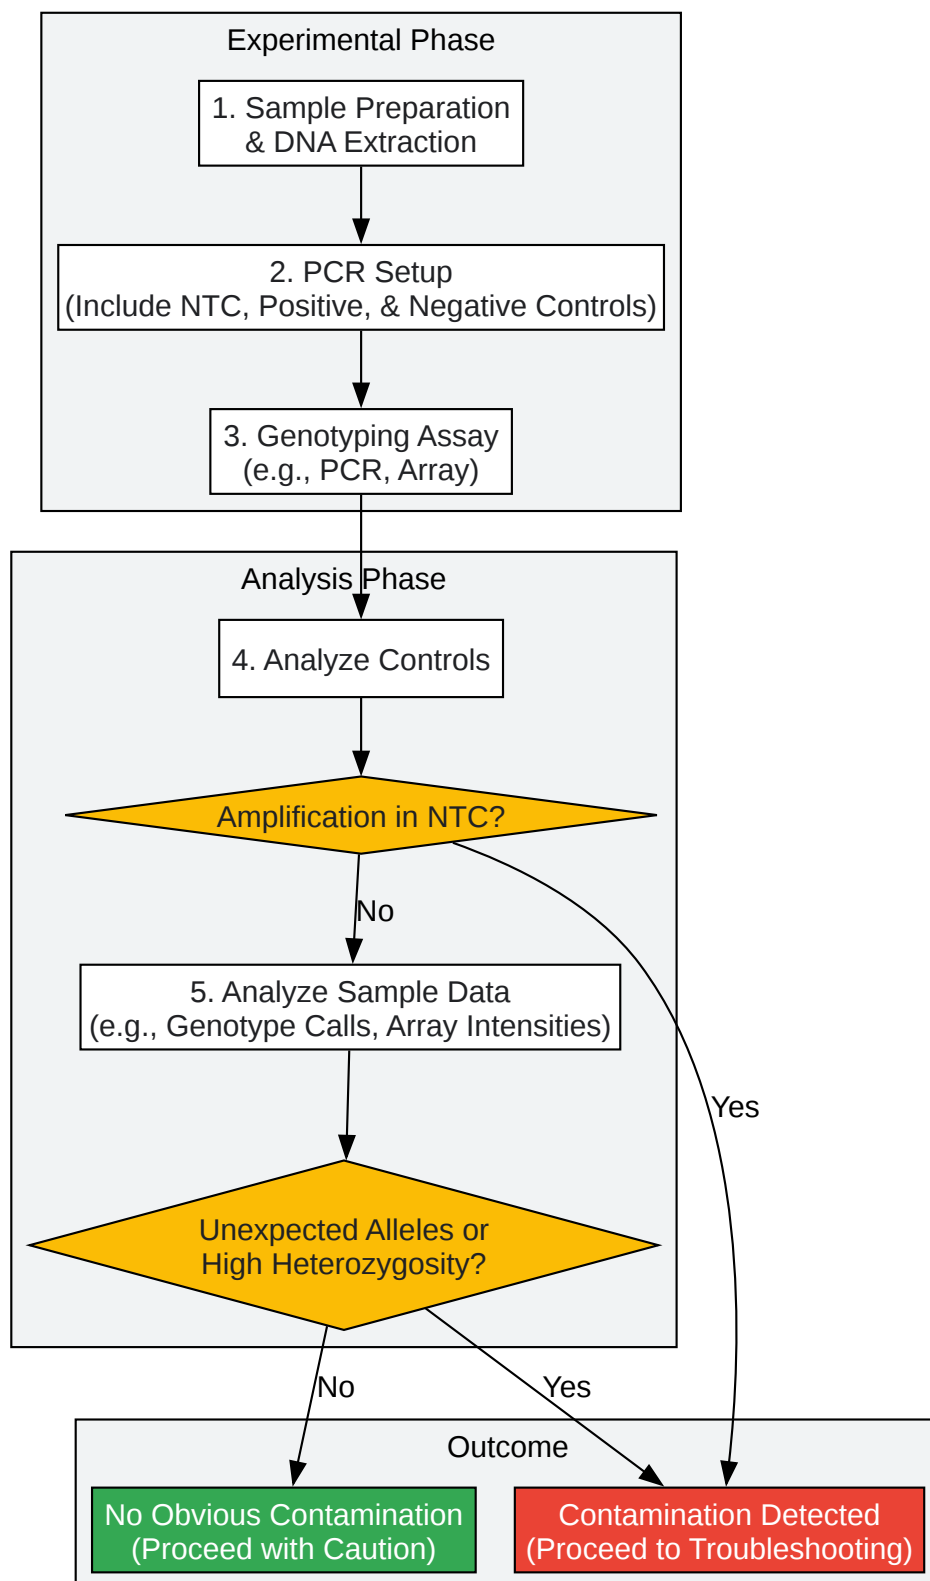 Experimental Phase
1. Sample Preparation
& DNA Extraction
2. PCR Setup
(Include NTC, Positive, & Negative Controls)
3. Genotyping Assay
(e.g., PCR, Array)
Analysis Phase
4. Analyze Controls
Amplification in NTC?
No
5. Analyze Sample Data
(e.g., Genotype Calls, Array Intensities)
Yes
Unexpected Alleles or
High Heterozygosity?
No
Yes
Outcome
No Obvious Contamination
(Proceed with Caution)
Contamination Detected
(Proceed to Troubleshooting)